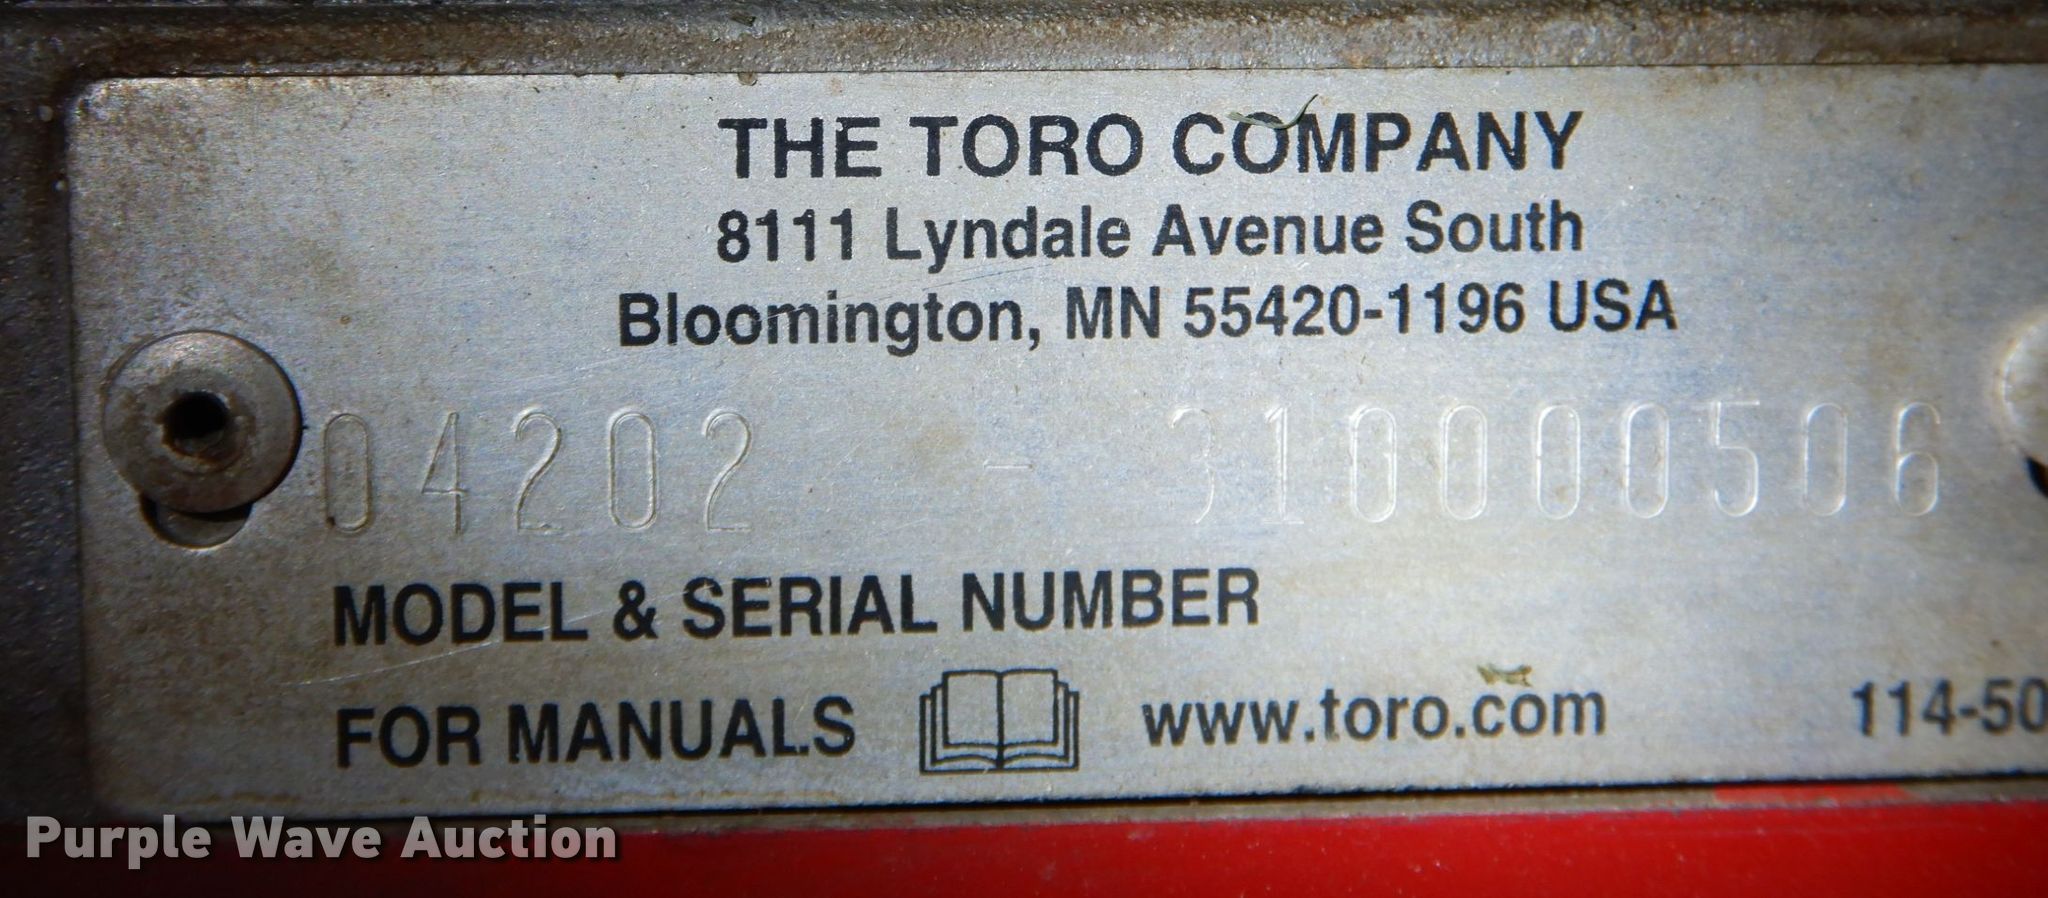 THE TORO COMPANY
8111 Lyndale Avenue South
Bloomington, MN 55420-1196 USA
04202 - 310000506
MODEL & SERIAL NUMBER
FOR MANUALS www.toro.com 114-50
Purple Wave Auction